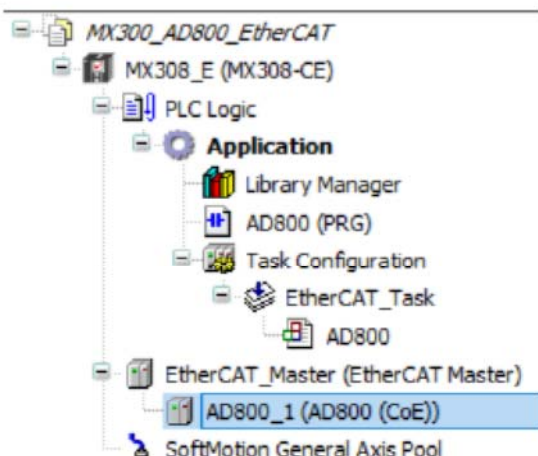 MX300_AD800_EtherCAT
MX308_E (MX308-CE)
PLC Logic
Application
Library Manager
AD800 (PRG)
Task Configuration
EtherCAT_Task
AD800
EtherCAT_Master (EtherCAT Master)
AD800_1 (AD800 (CoE))
SoftMotion General Axis Pool